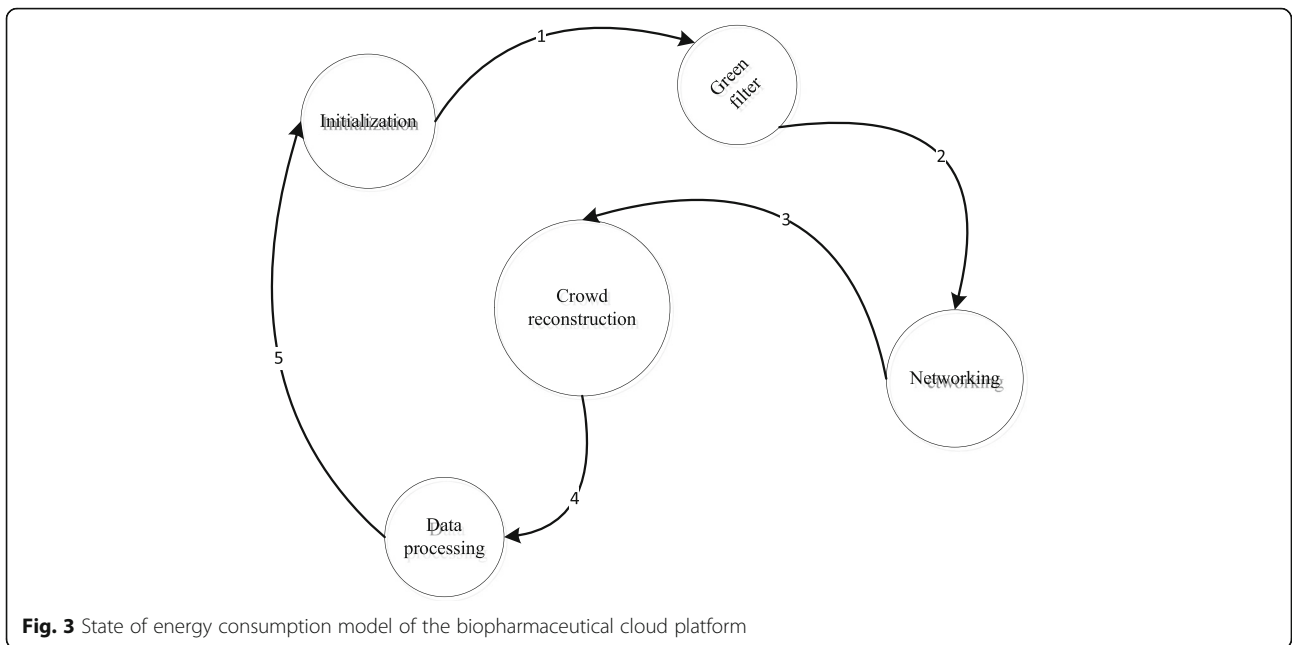 1
Green
filter
Initialization
2
3
Crowd
reconstruction
Networking
5
4
Data
processing
Fig. 3 State of energy consumption model of the biopharmaceutical cloud platform